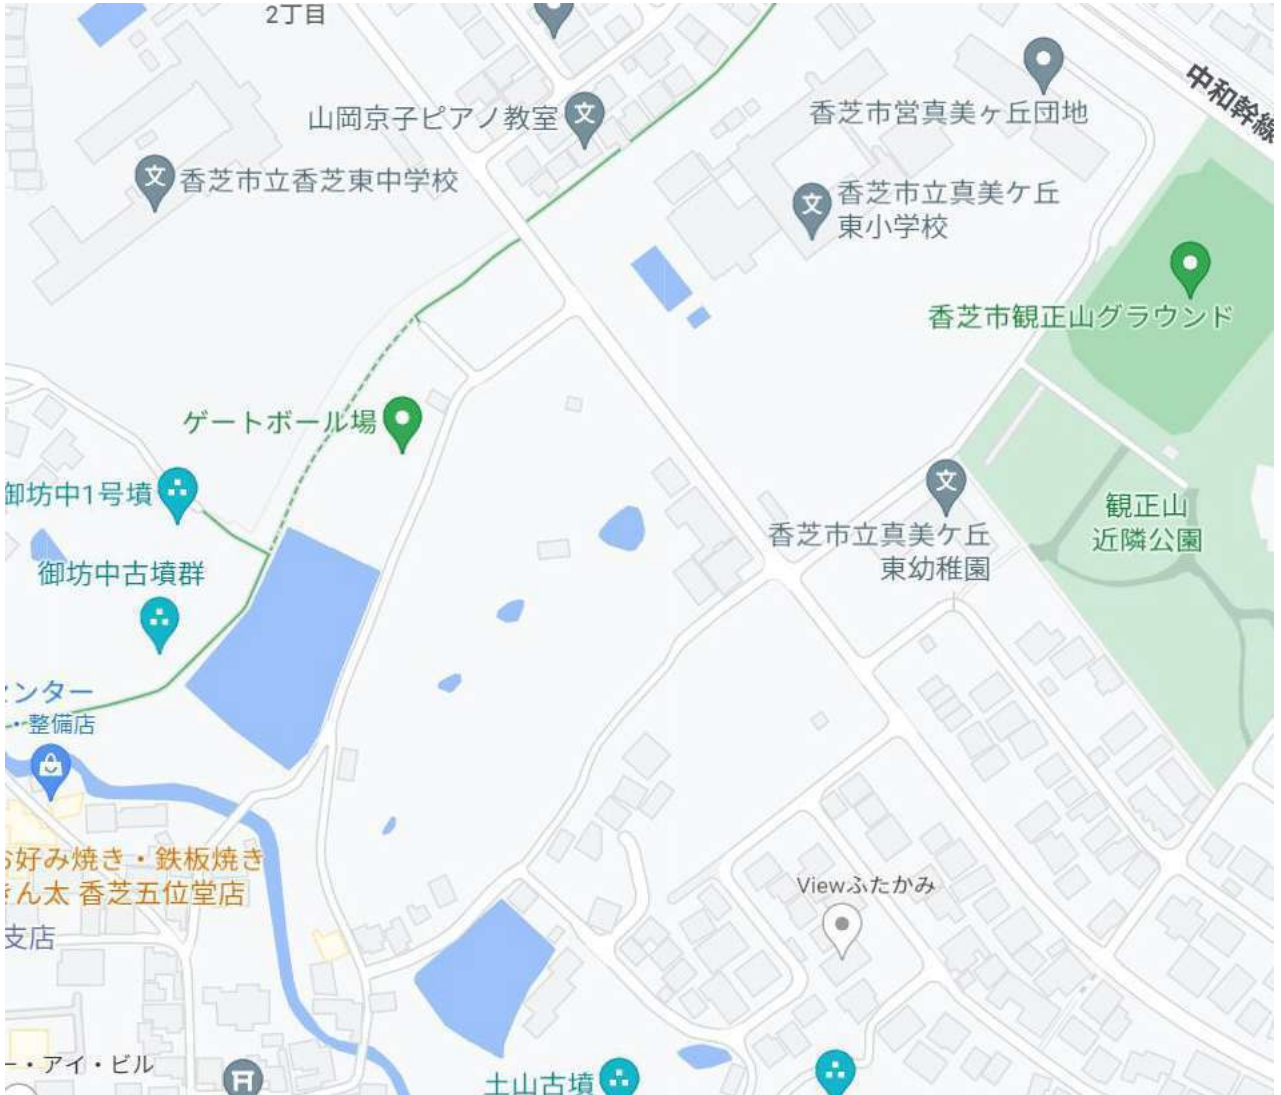 2丁目
中和幹線
山岡京子ピアノ教室
文
香芝市営真美ヶ丘団地
文
香芝市立香芝東中学校
文
香芝市立真美ケ丘
東小学校
香芝市観正山グラウンド
ゲートボール場
御坊中1号墳
文
香芝市立真美ケ丘
東幼稚園
観正山
近隣公園
御坊中古墳群
ンター
・整備店
お好み焼き・鉄板焼き
きん太 香芝五位堂店
支店
Viewふたかみ
ー・アイ・ビル
土山古墳